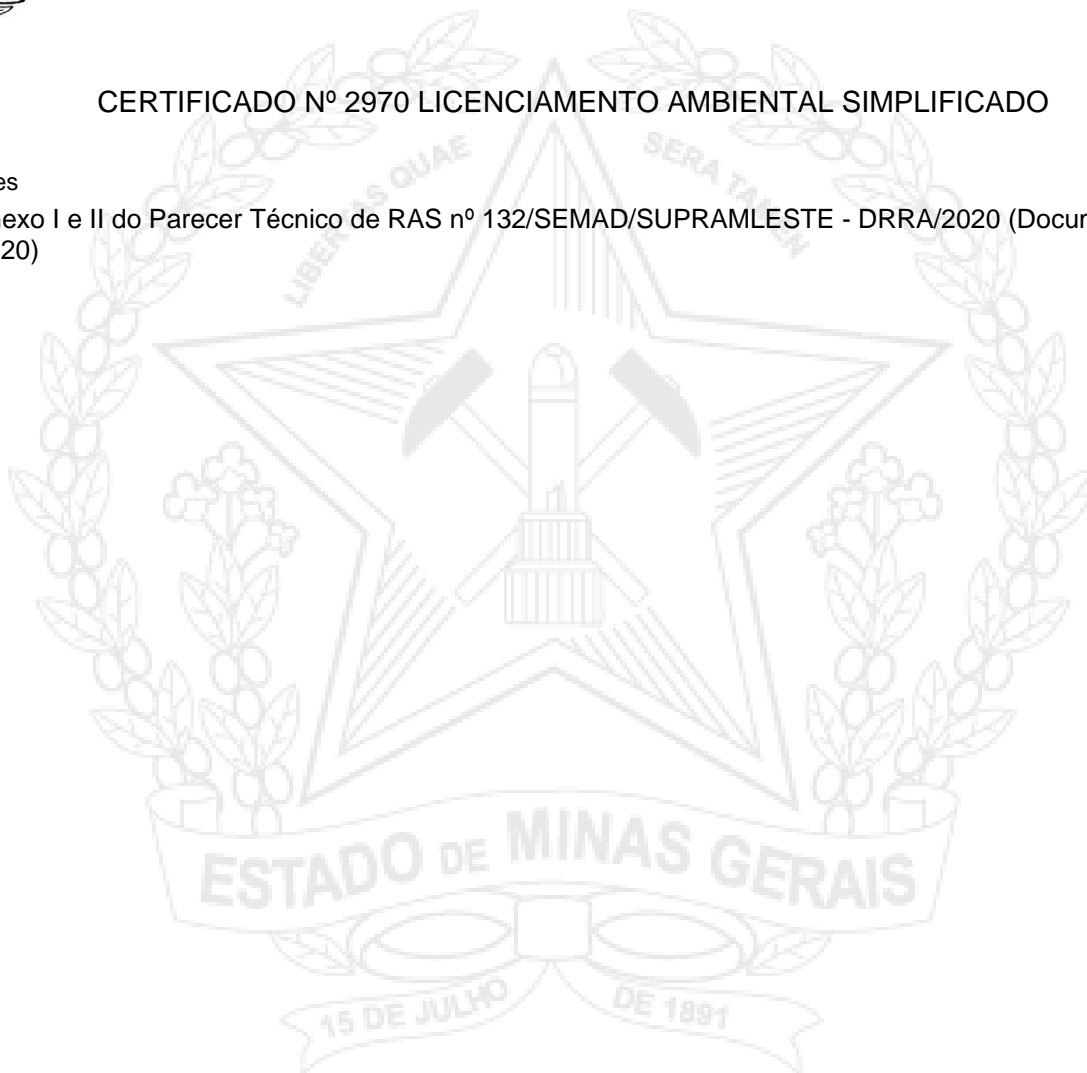 CERTIFICADO Nº 2970 LICENCIAMENTO AMBIENTAL SIMPLIFICADO
es
nexo I e II do Parecer Técnico de RAS nº 132/SEMAD/SUPRAMLESTE - DRRA/2020 (Docur
20)
LIBERTAS QUAE SERA TAMEN
ESTADO DE MINAS GERAIS
15 DE JULHO DE 1891